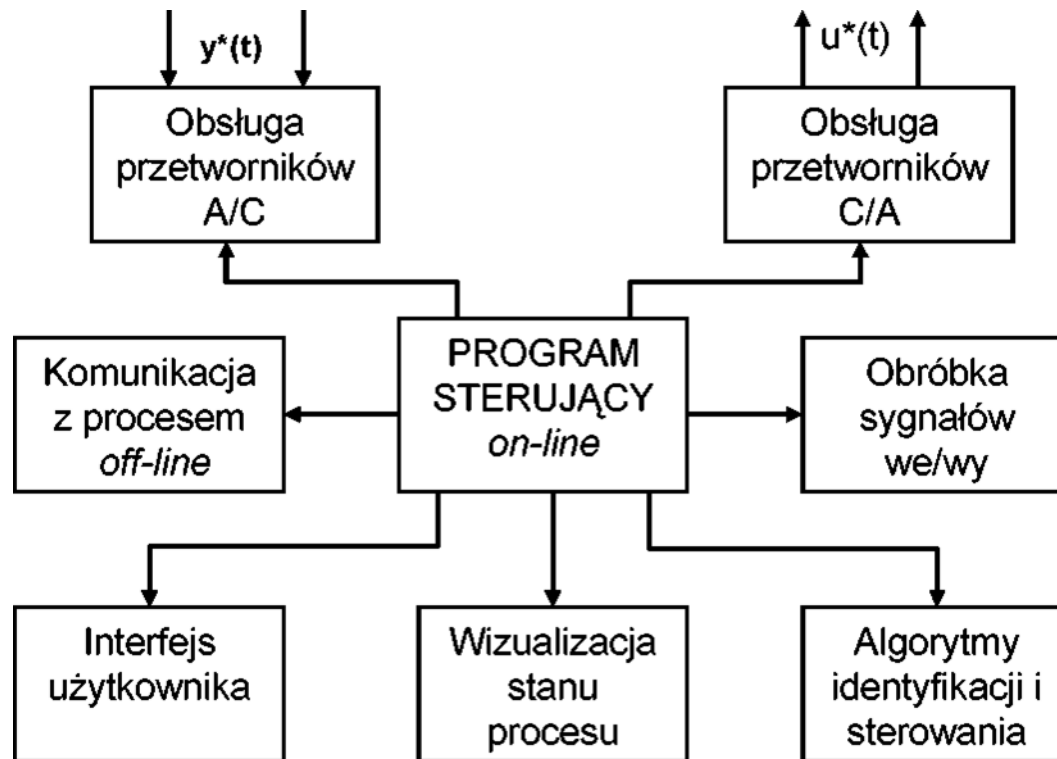 y*(t)
u*(t)
Obsługa
przetworników
A/C
Obsługa
przetworników
C/A
Komunikacja
z procesem
off-line
PROGRAM
STERUJĄCY
on-line
Obróbka
sygnałów
we/wy
Interfejs
użytkownika
Wizualizacja
stanu
procesu
Algorytmy
identyfikacji i
sterowania